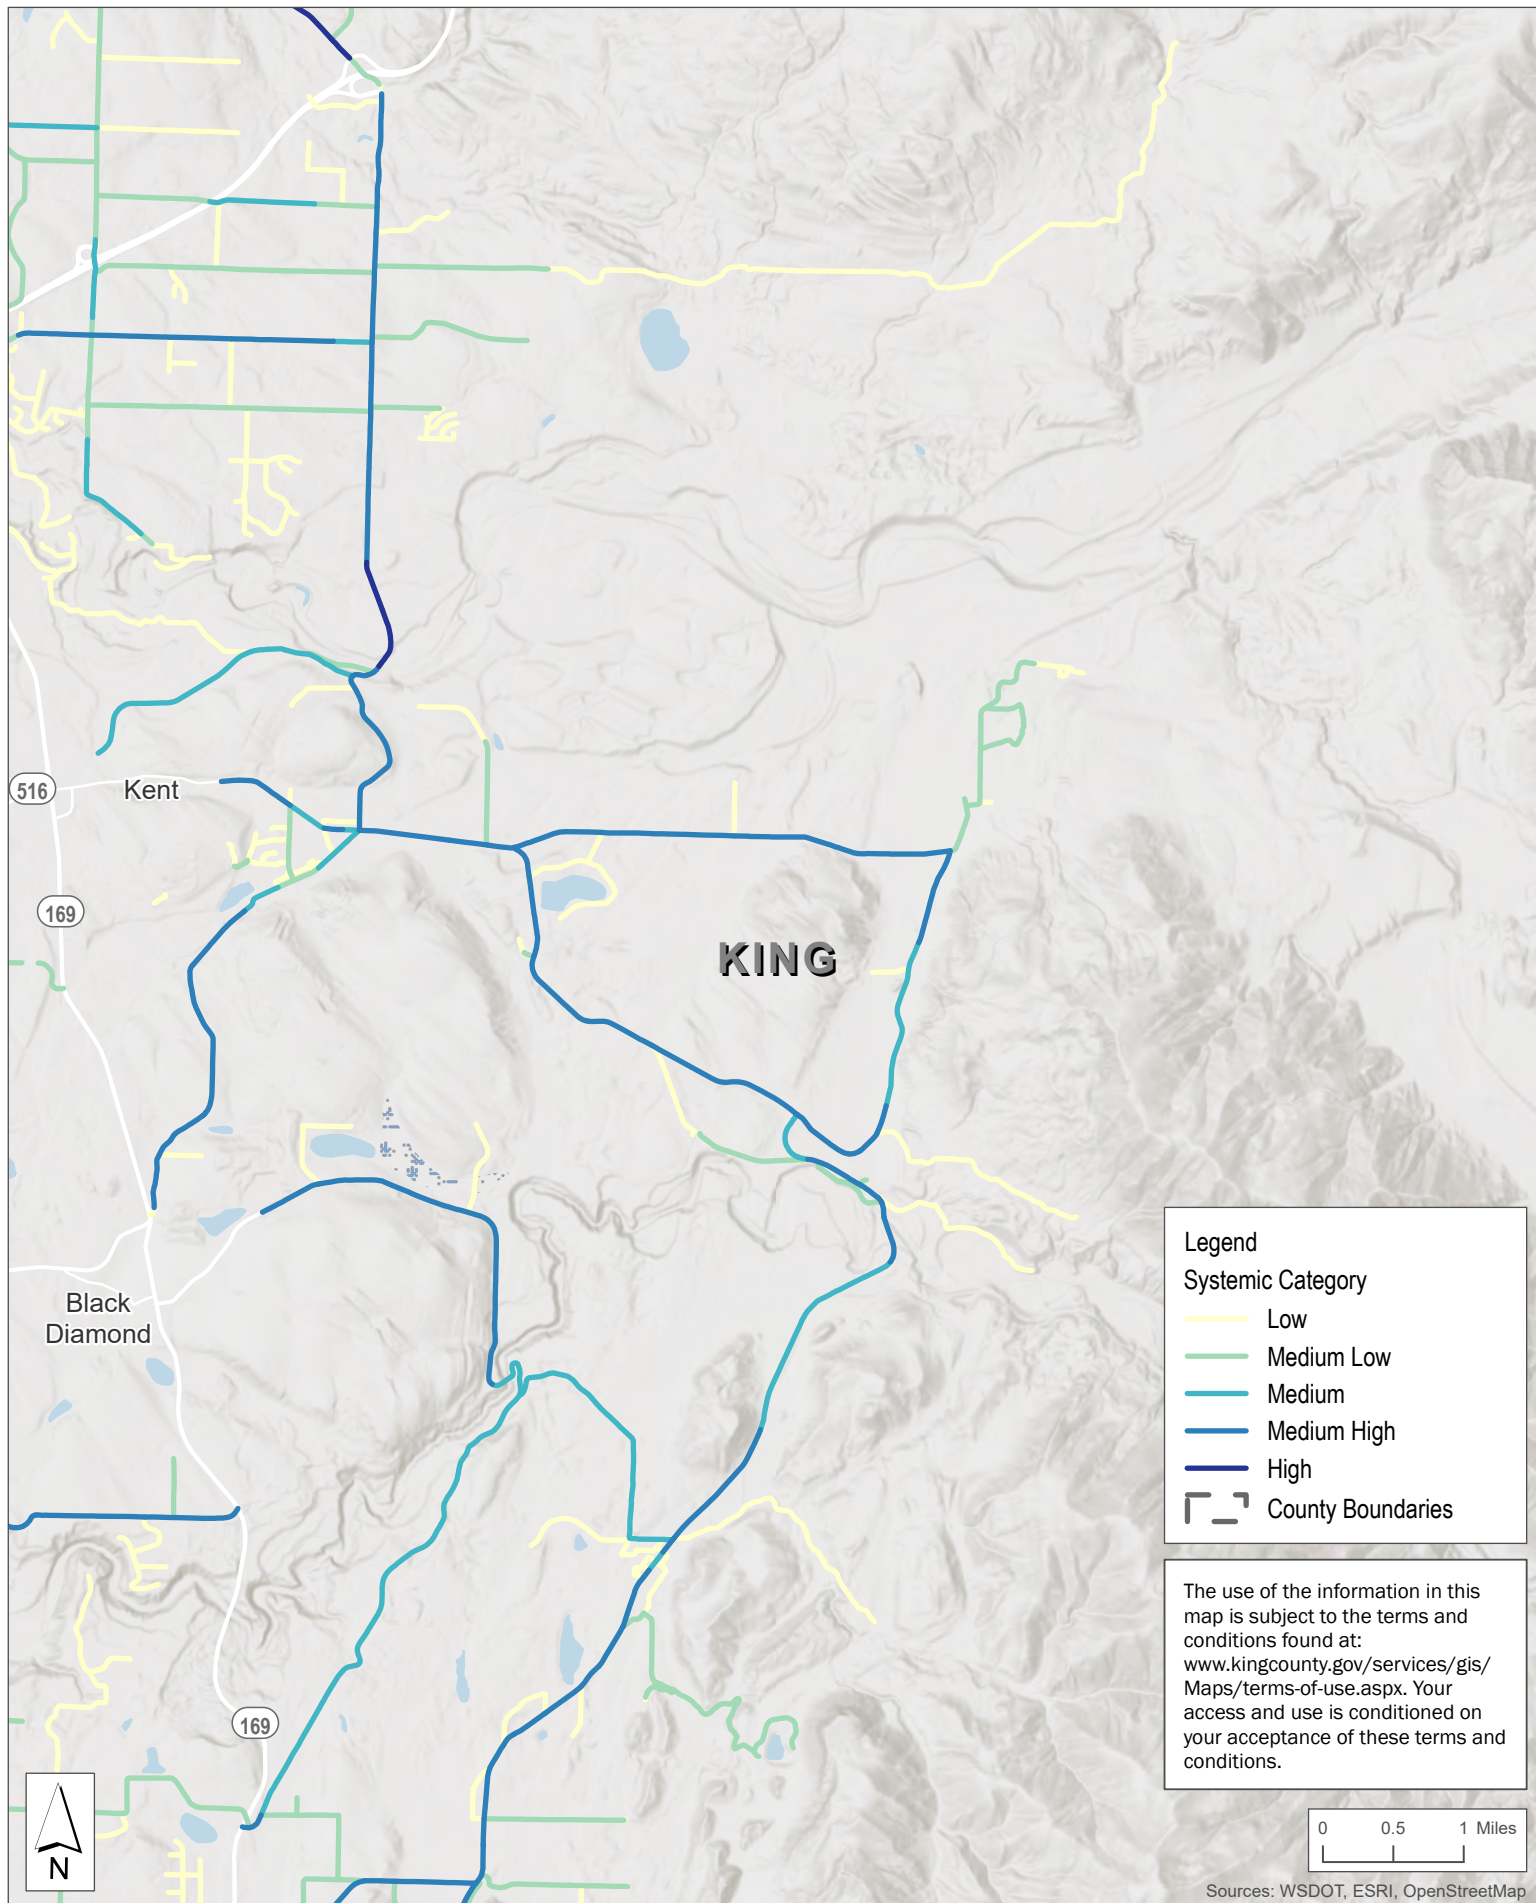 516
Kent
169
KING
Black
Diamond
169
N
Legend
Systemic Category
Low
Medium Low
Medium
Medium High
High
County Boundaries
The use of the information in this
map is subject to the terms and
conditions found at:
www.kingcounty.gov/services/gis/
Maps/terms-of-use.aspx. Your
access and use is conditioned on
your acceptance of these terms and
conditions.
0 0.5 1 Miles
Sources: WSDOT, ESRI, OpenStreetMap